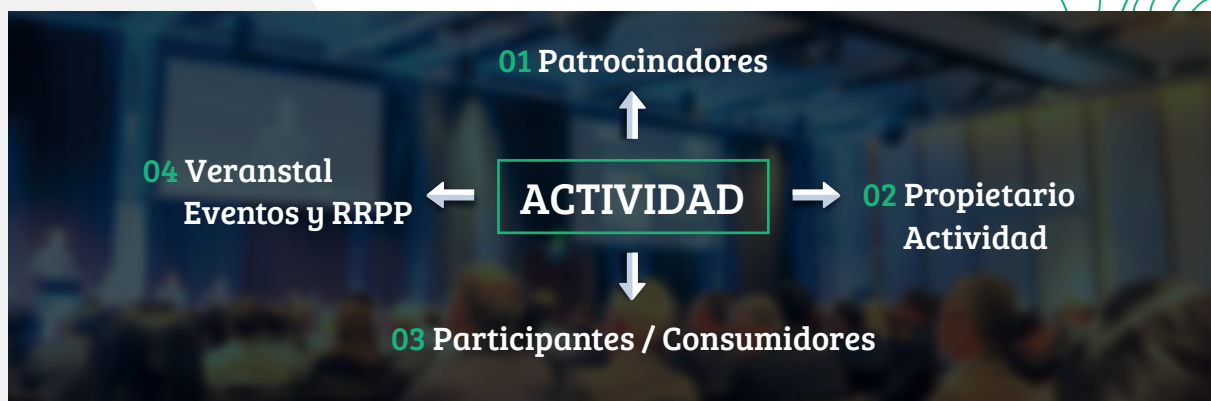 01 Patrocinadores
04 Veranstal
Eventos y RRPP
ACTIVIDAD
02 Propietario
Actividad
03 Participantes / Consumidores